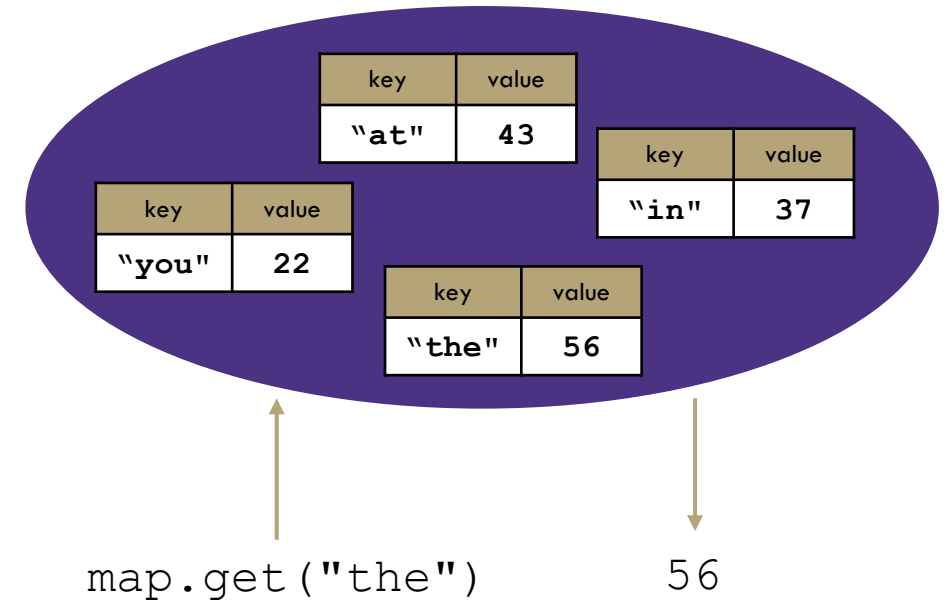 key value
“at" 43
key value
“in" 37
key value
“you" 22
key value
“the" 56
map.get("the") 56